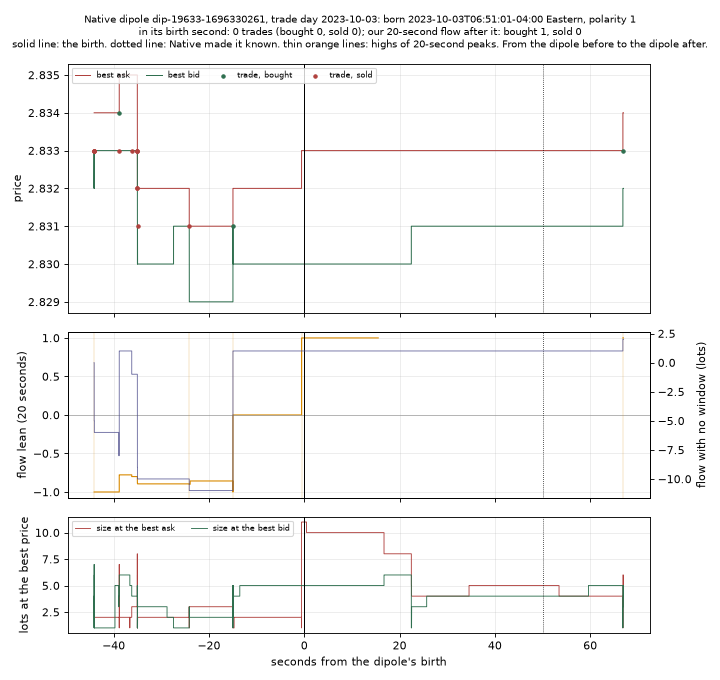 Native dipole dip-19633-1696330261, trade day 2023-10-03: born 2023-10-03T06:51:01-04:00 Eastern, polarity 1
in its birth second: 0 trades (bought 0, sold 0); our 20-second flow after it: bought 1, sold 0
solid line: the birth. dotted line: Native made it known. thin orange lines: highs of 20-second peaks. From the dipole before to the dipole after.
best ask best bid trade, bought trade, sold
2.835
2.834
2.833
2.832
2.831
2.830
2.829
price
1.0
0.5
0.0
−0.5
−1.0
flow lean (20 seconds)
2.5
0.0
−2.5
−5.0
−7.5
−10.0
flow with no window (lots)
size at the best ask size at the best bid
10.0
7.5
5.0
2.5
lots at the best price
−40 −20 0 20 40 60
seconds from the dipole's birth